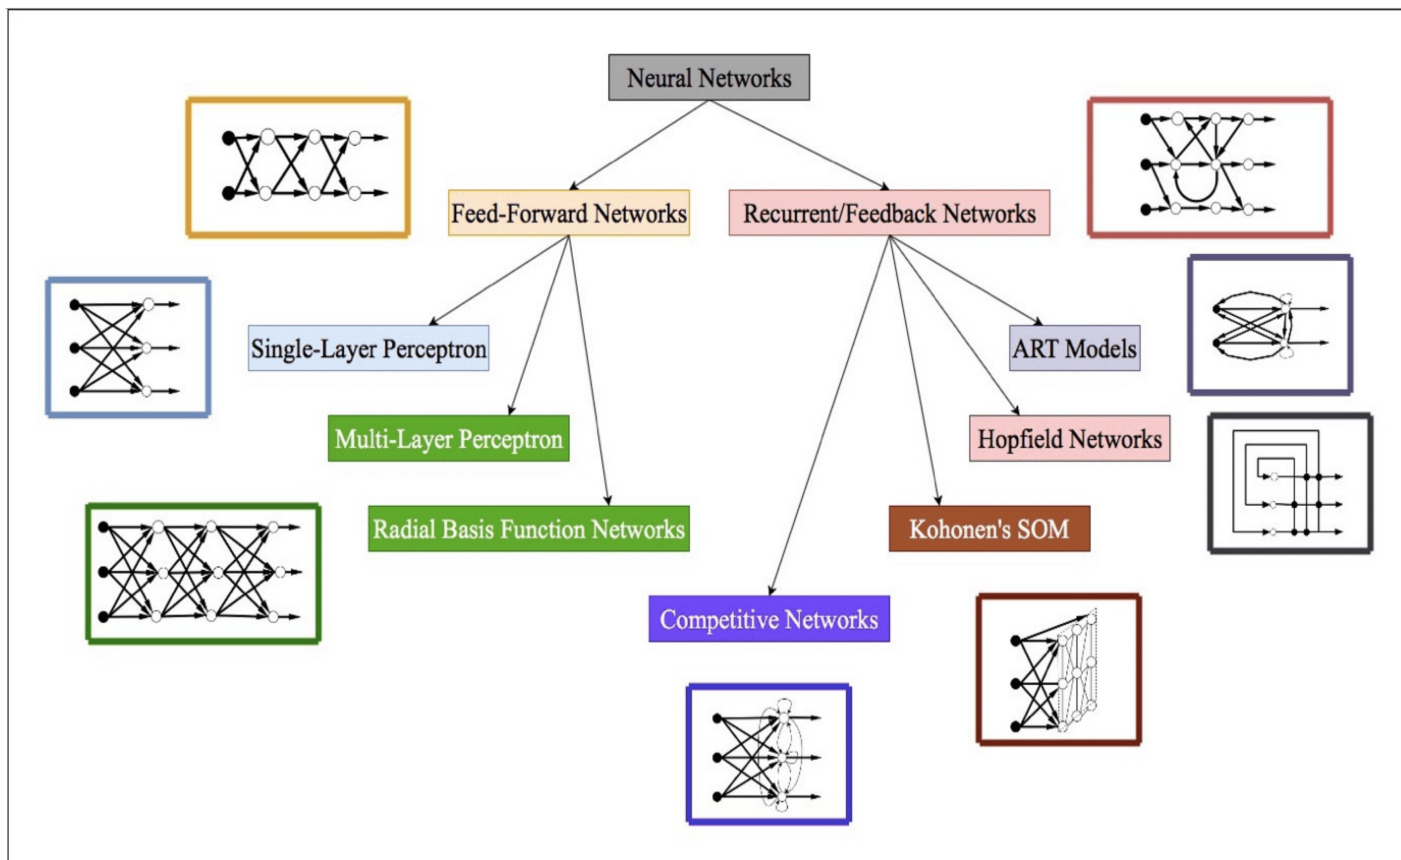 Neural Networks
Feed-Forward Networks
Recurrent/Feedback Networks
Single-Layer Perceptron
ART Models
Multi-Layer Perceptron
Hopfield Networks
Radial Basis Function Networks
Kohonen's SOM
Competitive Networks